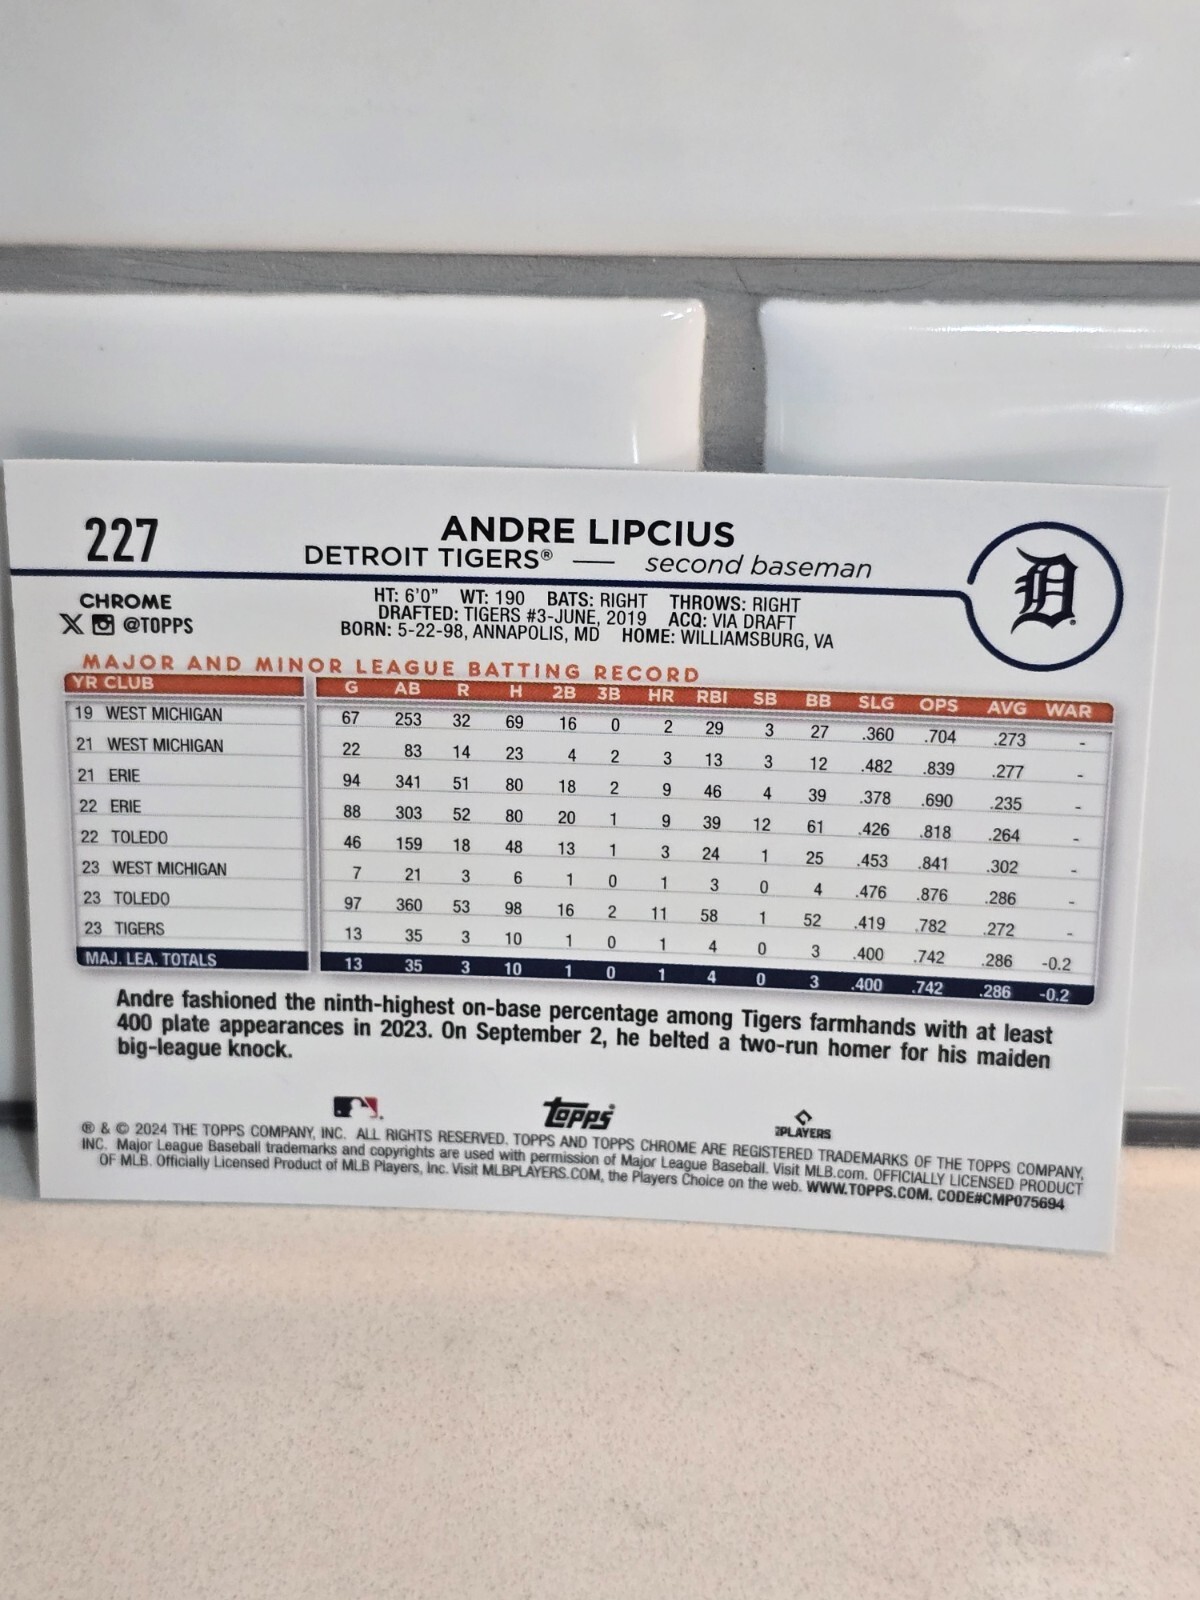 227
ANDRE LIPCIUS
DETROIT TIGERS® — second baseman
D
CHROME
X @TOPPS
HT: 6'0" WT: 190 BATS: RIGHT THROWS: RIGHT
DRAFTED: TIGERS #3-JUNE, 2019 ACQ: VIA DRAFT
BORN: 5-22-98, ANNAPOLIS, MD HOME: WILLIAMSBURG, VA
MAJOR AND MINOR LEAGUE BATTING RECORD
YR CLUB G AB R H 2B 3B HR RBI SB BB SLG OPS AVG WAR
19 WEST MICHIGAN 67 253 32 69 16 0 2 29 3 27 .360 .704 .273 -
21 WEST MICHIGAN 22 83 14 23 4 2 3 13 3 12 .482 .839 .277 -
21 ERIE 94 341 51 80 18 2 9 46 4 39 .378 .690 .235 -
22 ERIE 88 303 52 80 20 1 9 39 12 61 .426 .818 .264 -
22 TOLEDO 46 159 18 48 13 1 3 24 1 25 .453 .841 .302 -
23 WEST MICHIGAN 7 21 3 6 1 0 1 3 0 4 .476 .876 .286 -
23 TOLEDO 97 360 53 98 16 2 11 58 1 52 .419 .782 .272 -
23 TIGERS 13 35 3 10 1 0 1 4 0 3 .400 .742 .286 -0.2
MAJ. LEA. TOTALS 13 35 3 10 1 0 1 4 0 3 .400 .742 .286 -0.2
Andre fashioned the ninth-highest on-base percentage among Tigers farmhands with at least
400 plate appearances in 2023. On September 2, he belted a two-run homer for his maiden
big-league knock.
Topps
PLAYERS
® & © 2024 THE TOPPS COMPANY, INC. ALL RIGHTS RESERVED. TOPPS AND TOPPS CHROME ARE REGISTERED TRADEMARKS OF THE TOPPS COMPANY,
INC. Major League Baseball trademarks and copyrights are used with permission of Major League Baseball. Visit MLB.com. OFFICIALLY LICENSED PRODUCT
OF MLB. Officially Licensed Product of MLB Players, Inc. Visit MLBPLAYERS.COM, the Players Choice on the web. WWW.TOPPS.COM. CODE#CMP075694